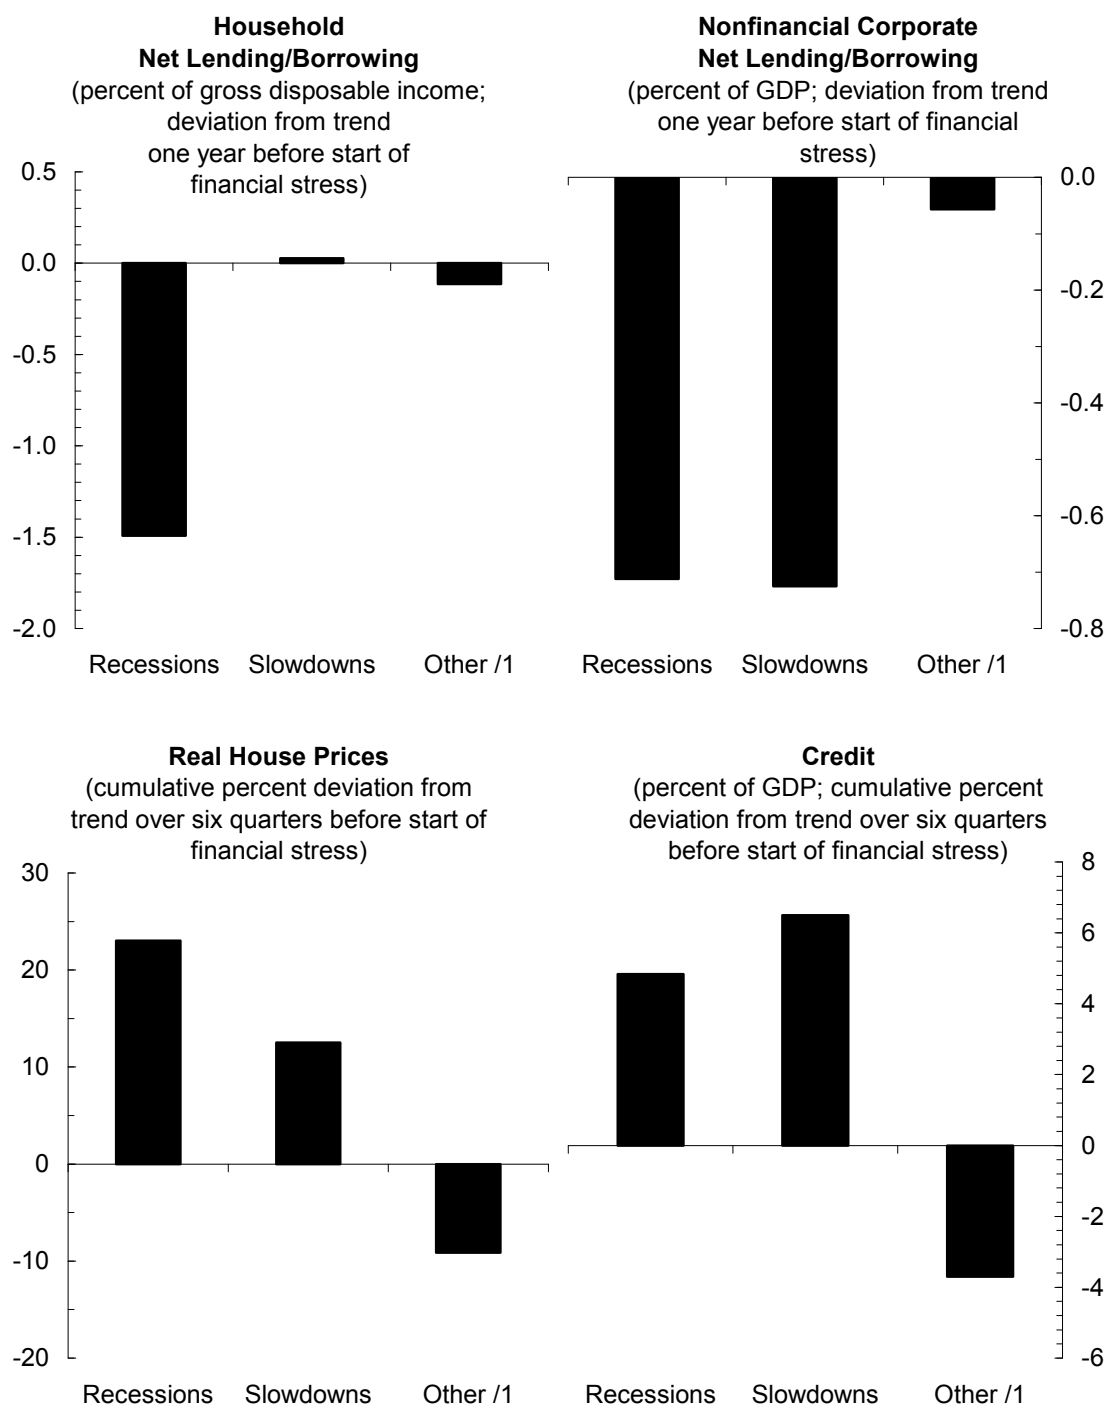 Household
Net Lending/Borrowing
(percent of gross disposable income;
deviation from trend
one year before start of
financial stress)
0.5
0.0
-0.5
-1.0
-1.5
-2.0
Recessions Slowdowns Other /1
Nonfinancial Corporate
Net Lending/Borrowing
(percent of GDP; deviation from trend
one year before start of financial
stress)
0.0
-0.2
-0.4
-0.6
-0.8
Recessions Slowdowns Other /1
Real House Prices
(cumulative percent deviation from
trend over six quarters before start of
financial stress)
30
20
10
0
-10
-20
Recessions Slowdowns Other /1
Credit
(percent of GDP; cumulative percent
deviation from trend over six quarters
before start of financial stress)
8
6
4
2
0
-2
-4
-6
Recessions Slowdowns Other /1